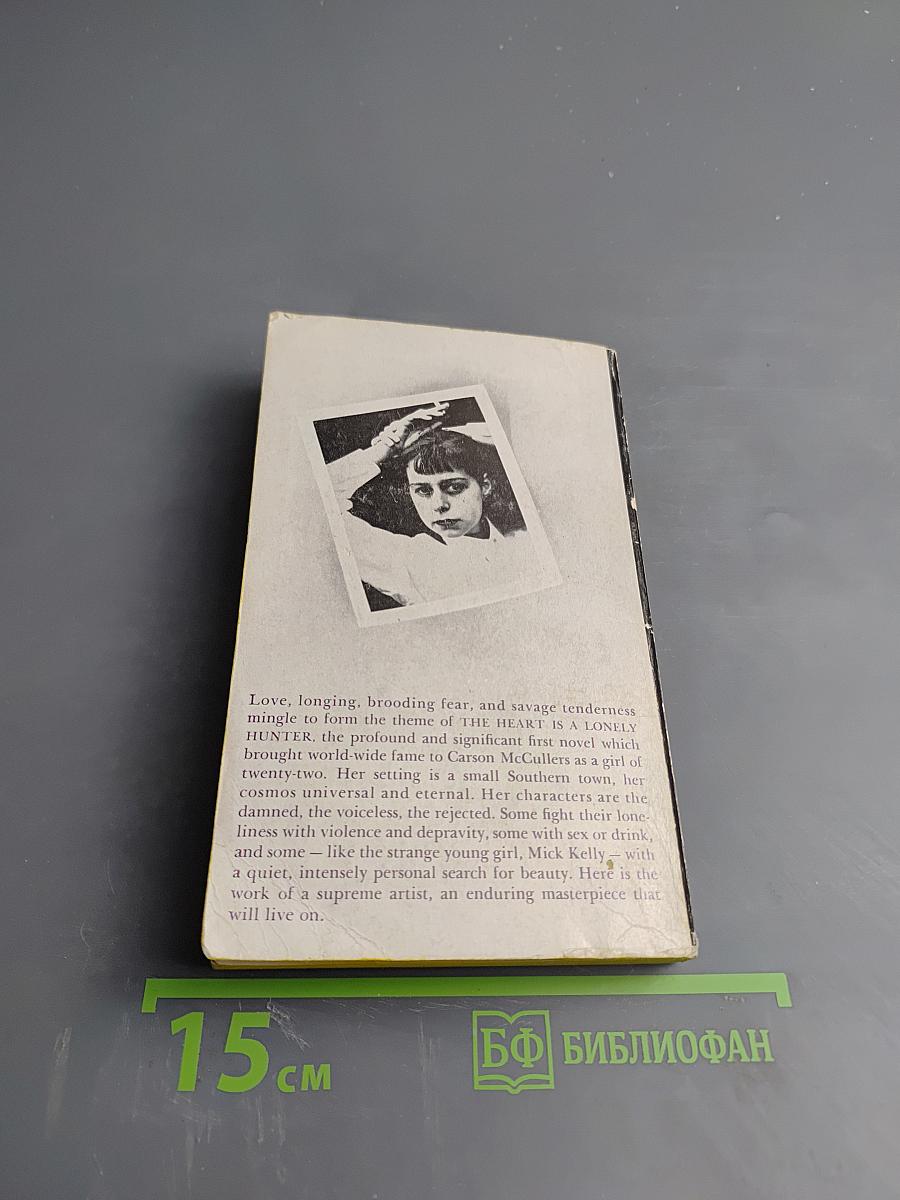 Love, longing, brooding fear, and savage tenderness
mingle to form the theme of THE HEART IS A LONELY
HUNTER, the profound and significant first novel which
brought world-wide fame to Carson McCullers as a girl of
twenty-two. Her setting is a small Southern town, her
cosmos universal and eternal. Her characters are the
damned, the voiceless, the rejected. Some fight their lone-
liness with violence and depravity, some with sex or drink,
and some — like the strange young girl, Mick Kelly — with
a quiet, intensely personal search for beauty. Here is the
work of a supreme artist, an enduring masterpiece that
will live on.
15 см
БФ БИБЛИОФАН